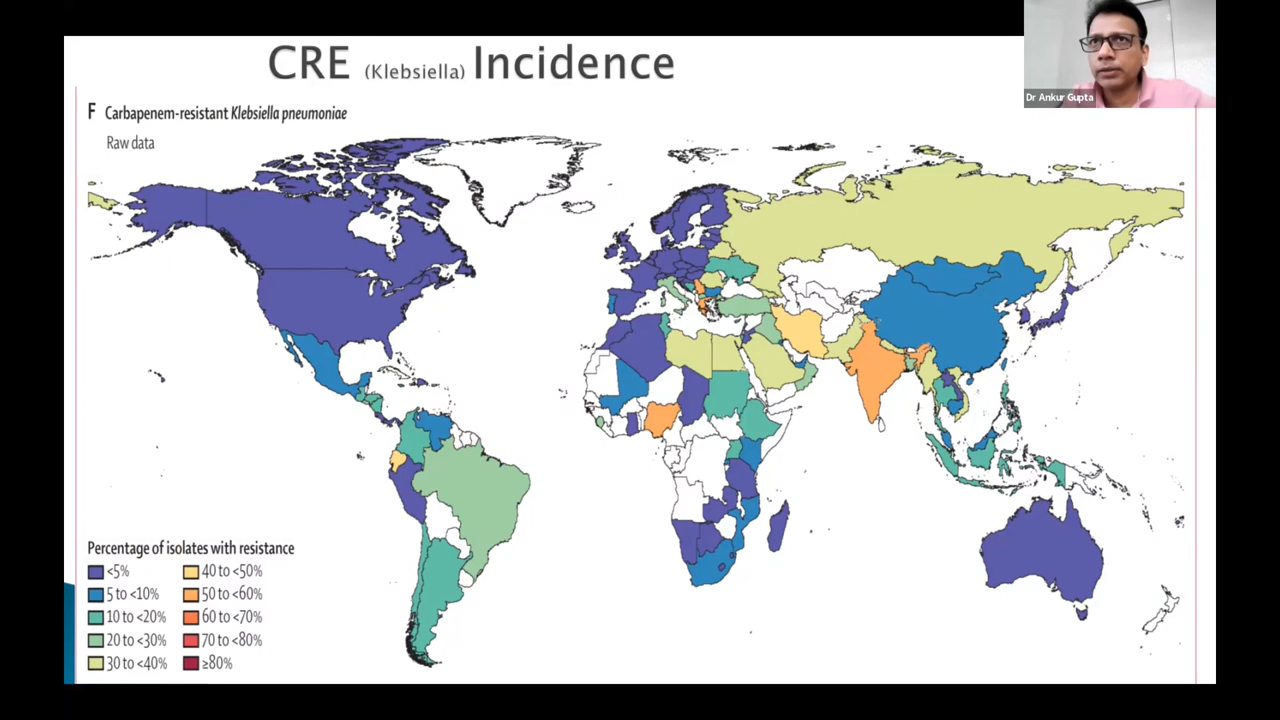 CRE (Klebsiella) Incidence
Dr Ankur Gupta
F Carbapenem-resistant Klebsiella pneumoniae
Raw data
Percentage of isolates with resistance
<5%
5 to <10%
10 to <20%
20 to <30%
30 to <40%
40 to <50%
50 to <60%
60 to <70%
70 to <80%
≥80%